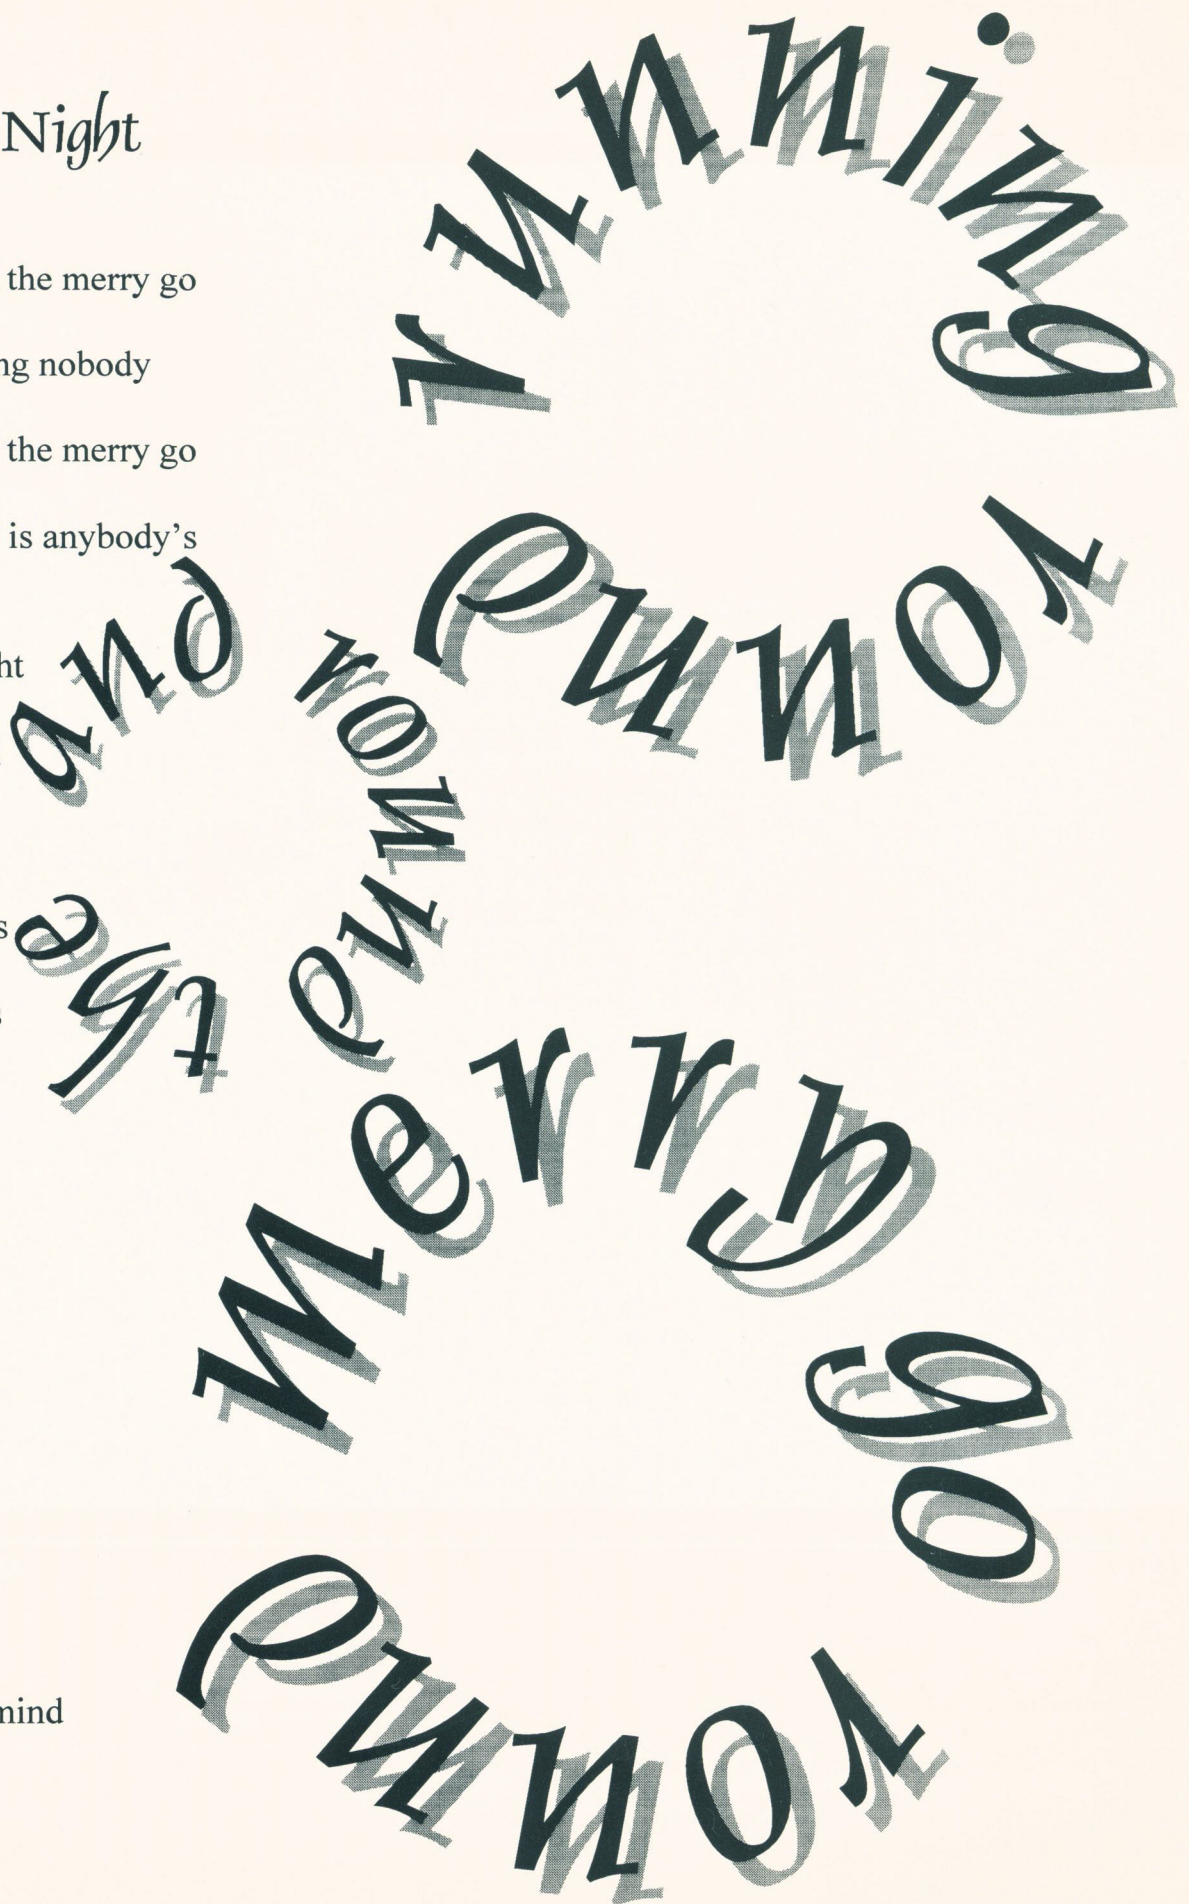 Night
the merry go
ng nobody
the merry go
is anybody's
ht
s
s
mind
running round
and round the
merry go round